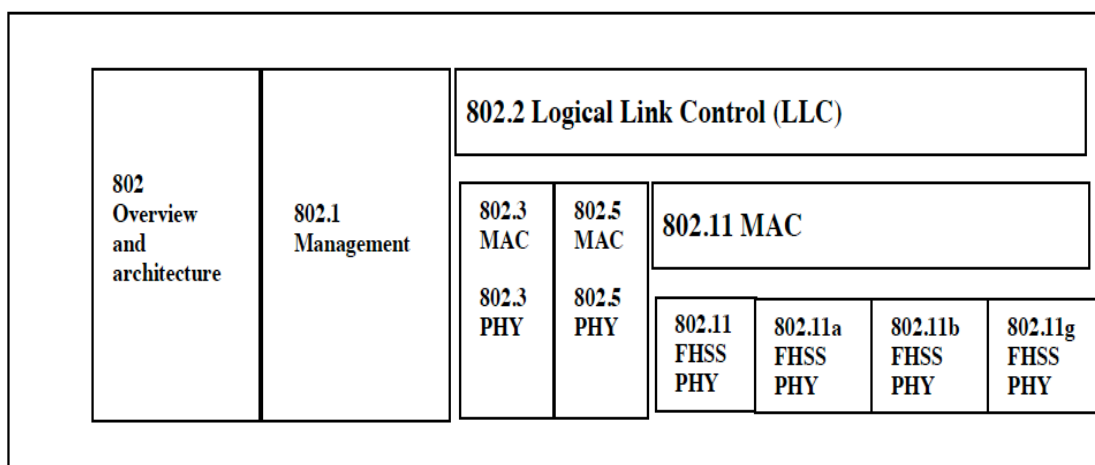 802
Overview
and
architecture
802.1
Management
802.2 Logical Link Control (LLC)
802.3
MAC
802.3
PHY
802.5
MAC
802.5
PHY
802.11 MAC
802.11
FHSS
PHY
802.11a
FHSS
PHY
802.11b
FHSS
PHY
802.11g
FHSS
PHY